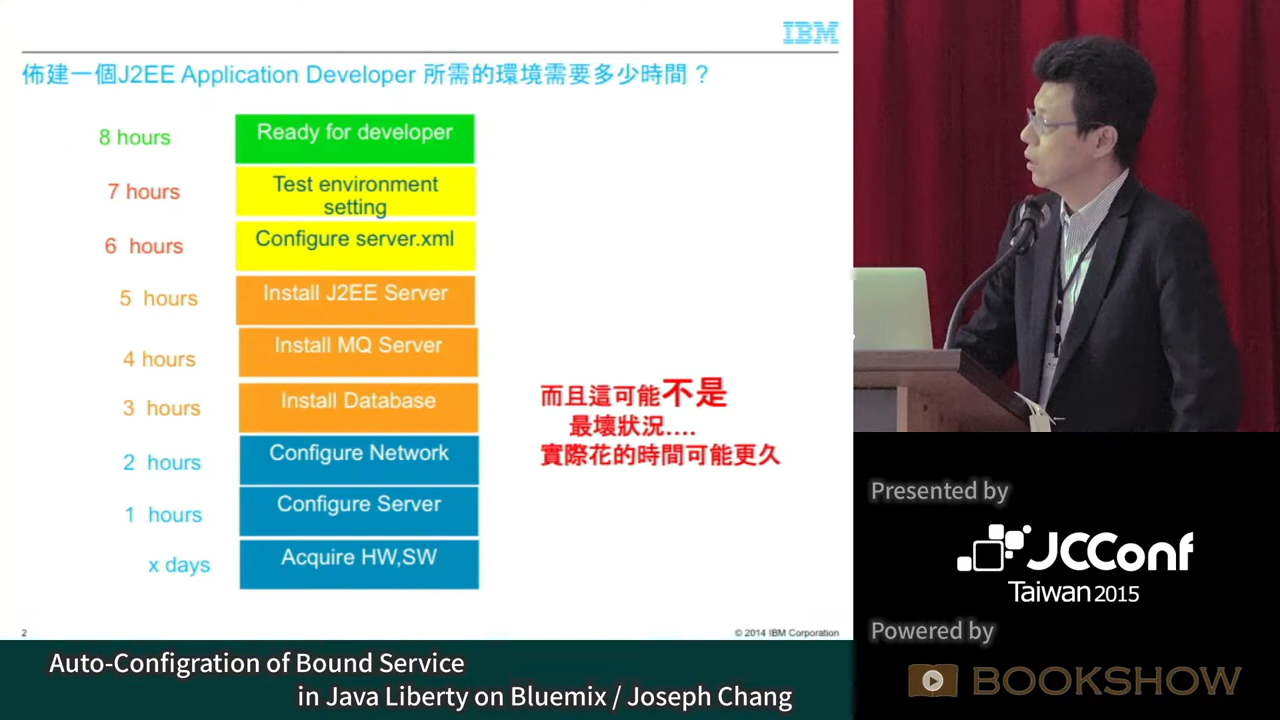 IBM
佈建一個J2EE Application Developer 所需的環境需要多少時間？
8 hours
Ready for developer
7 hours
Test environment
setting
6 hours
Configure server.xml
5 hours
Install J2EE Server
4 hours
Install MQ Server
3 hours
Install Database
2 hours
Configure Network
1 hours
Configure Server
x days
Acquire HW,SW
而且這可能不是
最壞狀況....
實際花的時間可能更久
2
© 2014 IBM Corporation
Auto-Configration of Bound Service
in Java Liberty on Bluemix / Joseph Chang
Presented by
JCConf
Taiwan 2015
Powered by
BOOKSHOW